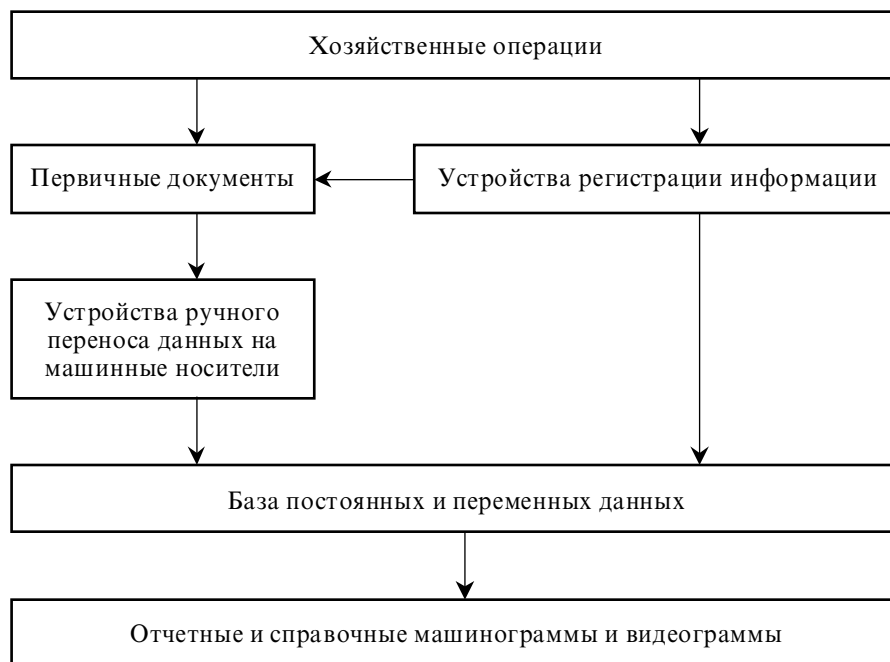 Хозяйственные операции
Первичные документы
Устройства регистрации информации
Устройства ручного
переноса данных на
машинные носители
База постоянных и переменных данных
Отчетные и справочные машинограммы и видеограммы